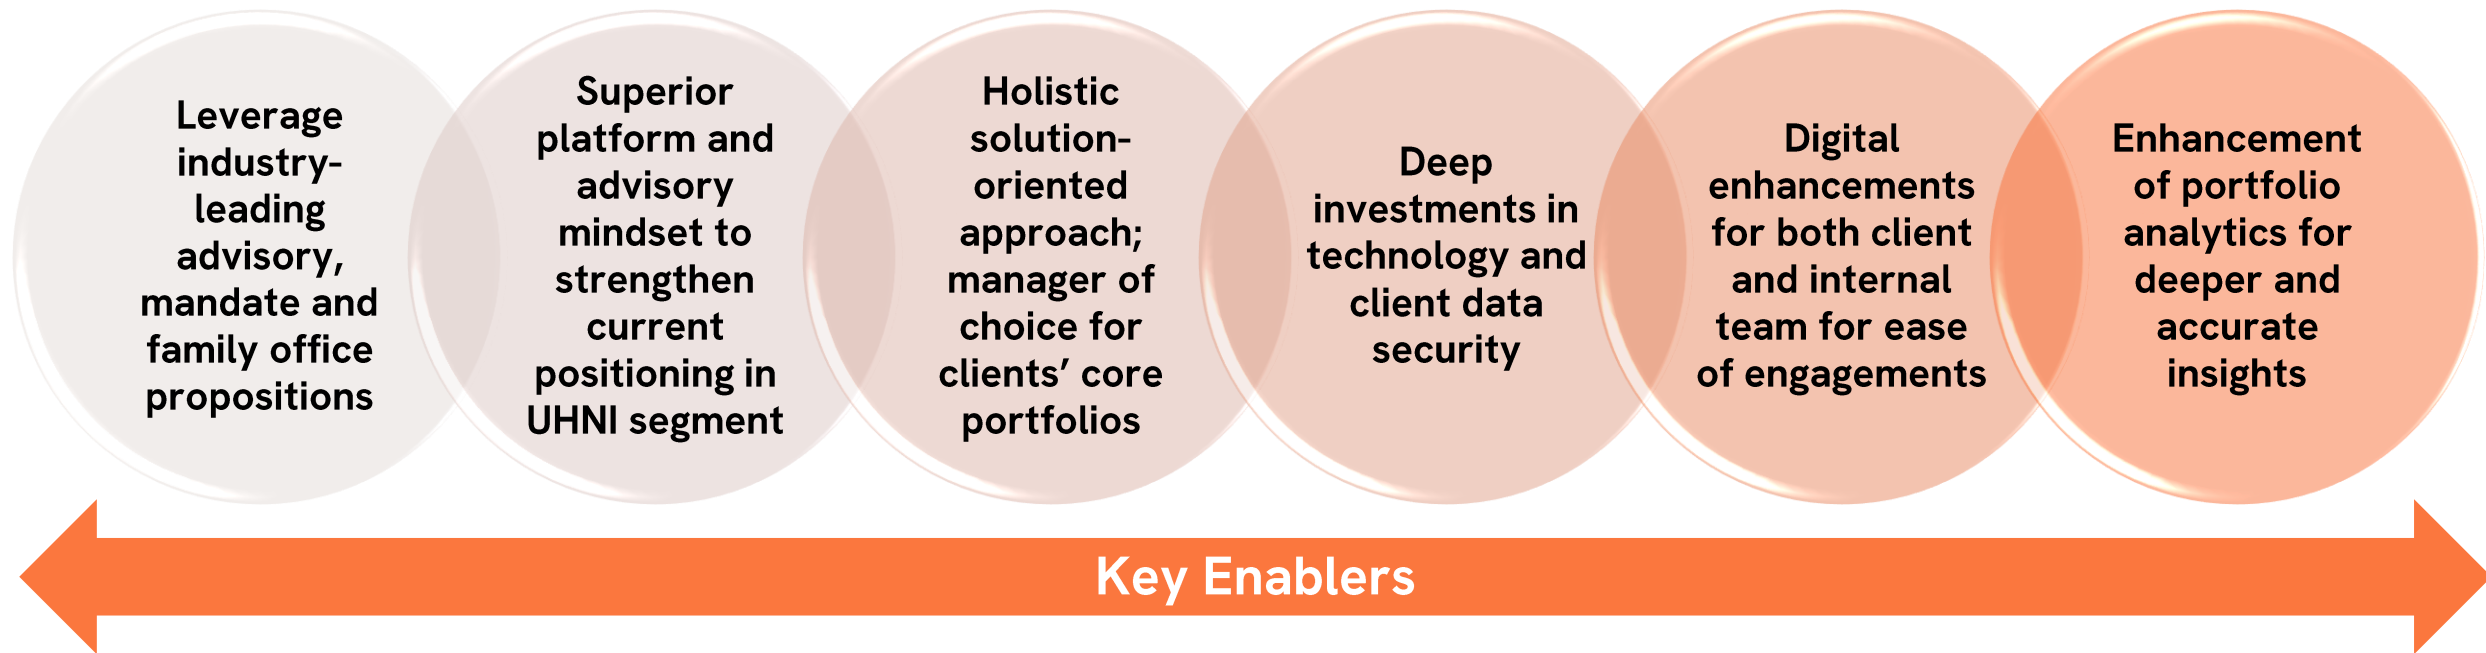 Leverage
industry-
leading
advisory,
mandate and
family office
propositions
Superior
platform and
advisory
mindset to
strengthen
current
positioning in
UHNI segment
Holistic
solution-
oriented
approach;
manager of
choice for
clients’ core
portfolios
Deep
investments in
technology and
client data
security
Digital
enhancements
for both client
and internal
team for ease
of engagements
Enhancement
of portfolio
analytics for
deeper and
accurate
insights
Key Enablers